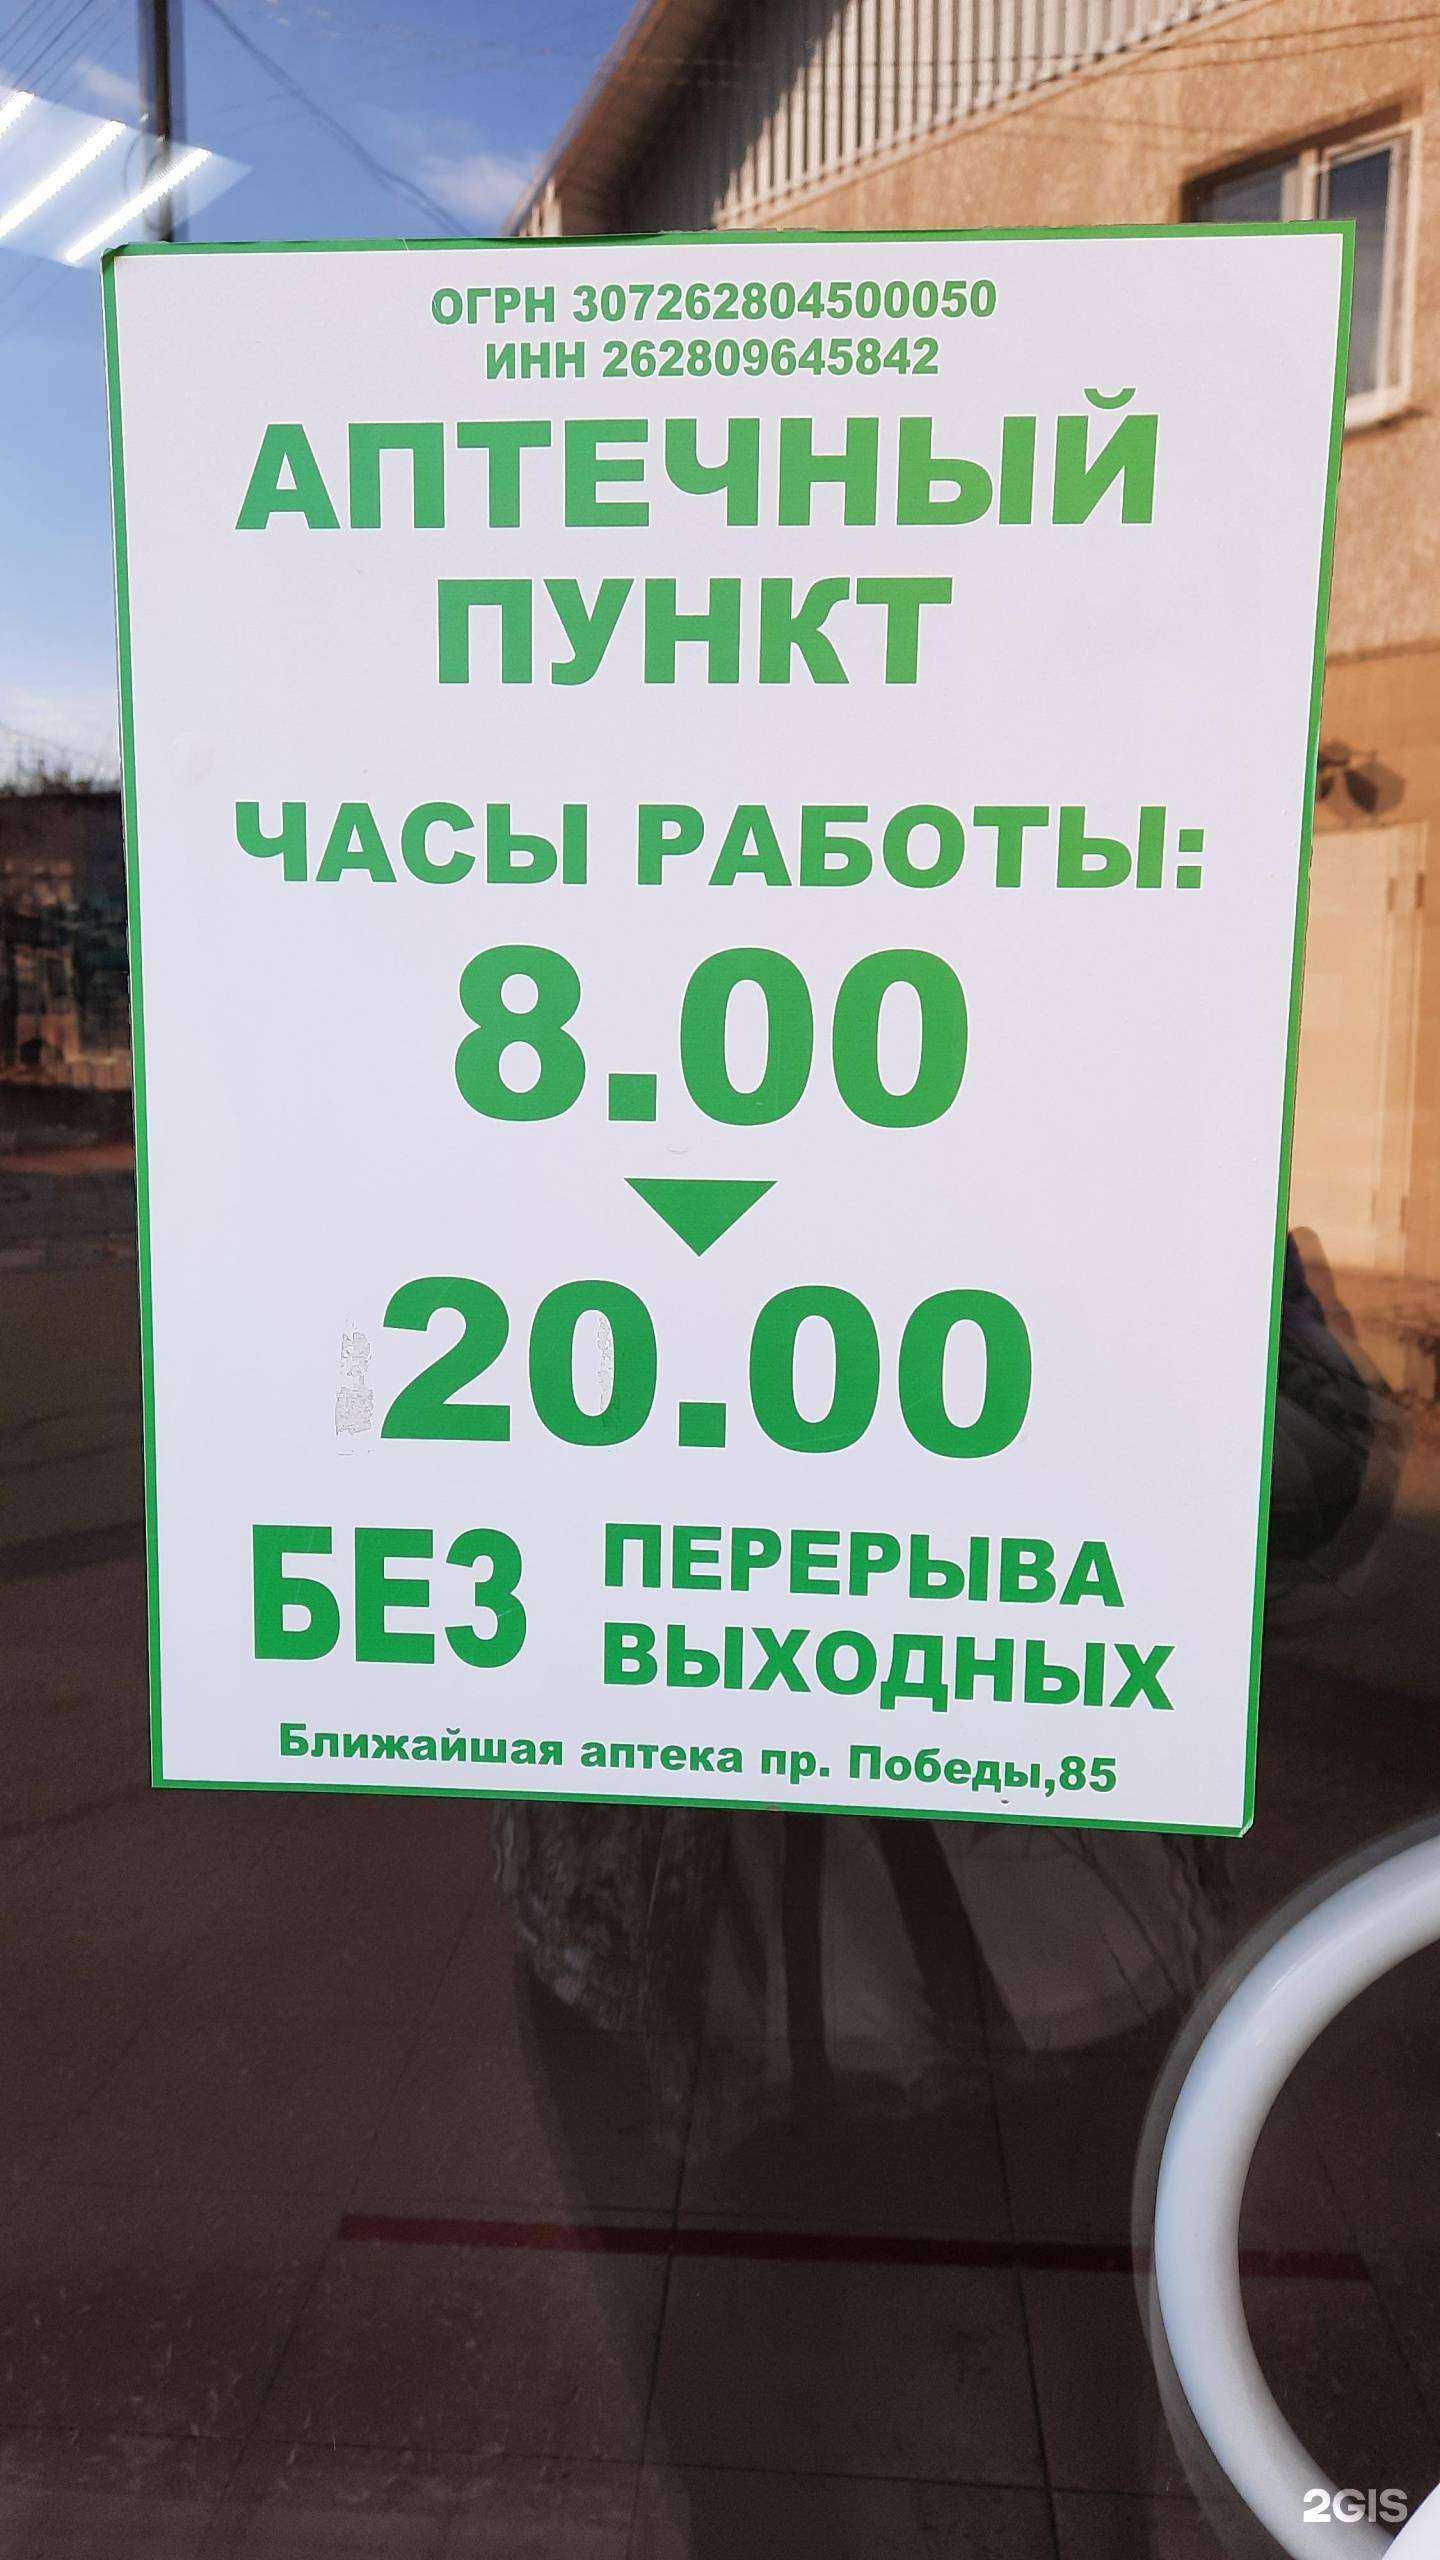 ОГРН 307262804500050
ИНН 262809645842
АПТЕЧНЫЙ
ПУНКТ
ЧАСЫ РАБОТЫ:
8.00
20.00
БЕЗ ПЕРЕРЫВА
ВЫХОДНЫХ
Ближайшая аптека пр. Победы,85
2GIS